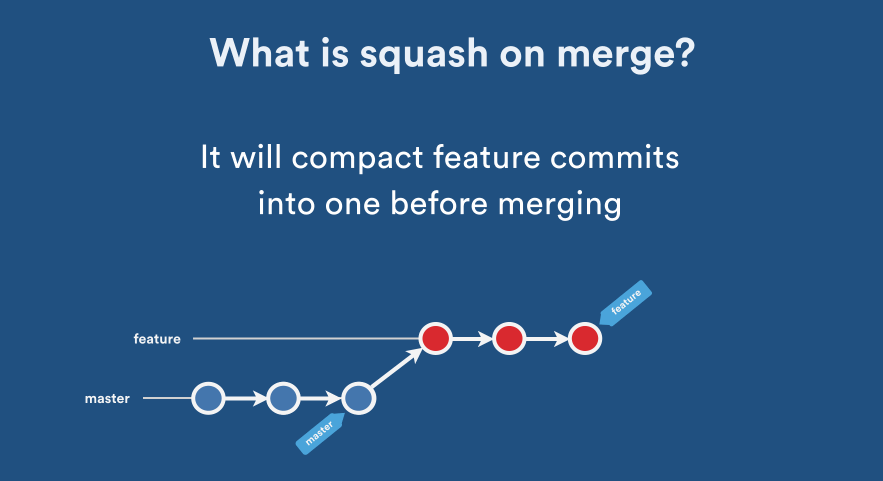 What is squash on merge?
It will compact feature commits
into one before merging
feature
feature
master
master